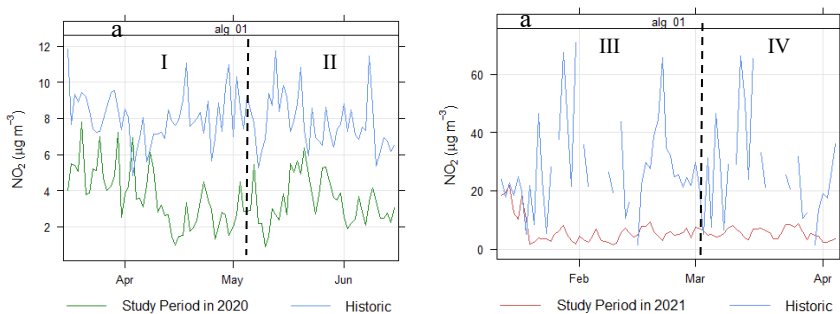 a
alg_01
I
II
12
10
8
6
4
2
NO₂ (μg m⁻³)
Apr
May
Jun
Study Period in 2020
Historic
a
alg_01
III
IV
60
40
20
0
NO₂ (μg m⁻³)
Feb
Mar
Apr
Study Period in 2021
Historic